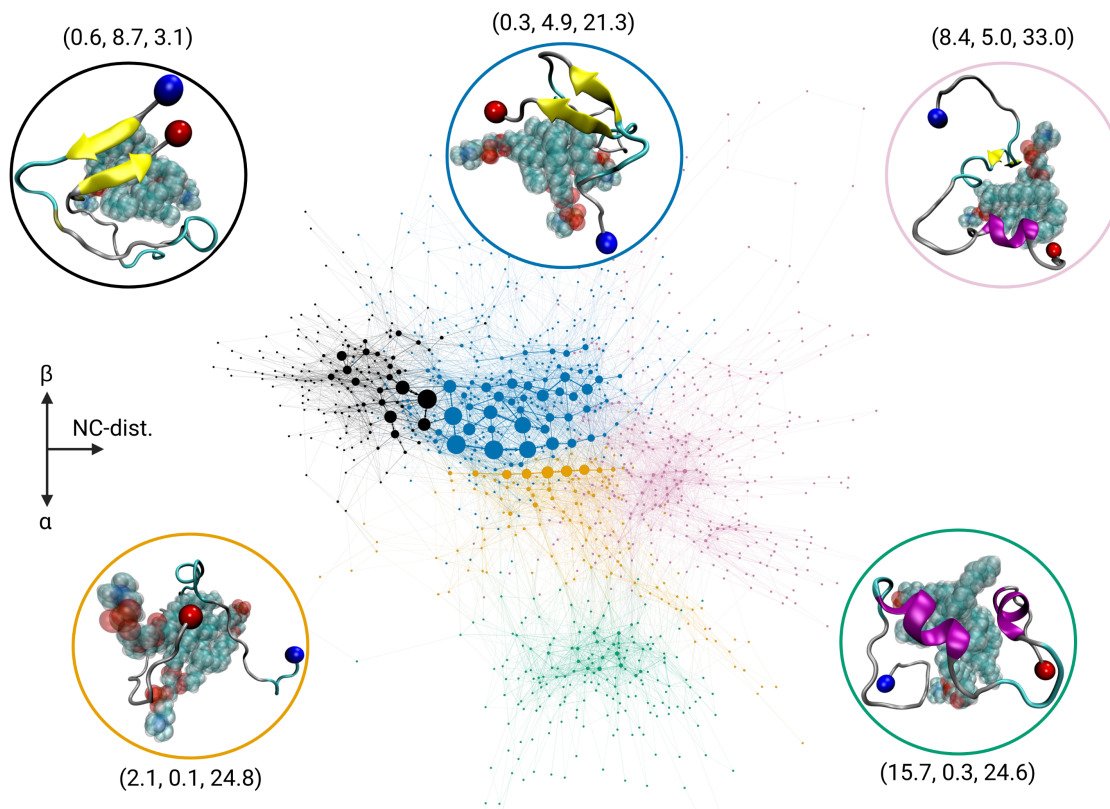 (0.6, 8.7, 3.1)
(0.3, 4.9, 21.3)
(8.4, 5.0, 33.0)
β
NC-dist.
α
(2.1, 0.1, 24.8)
(15.7, 0.3, 24.6)